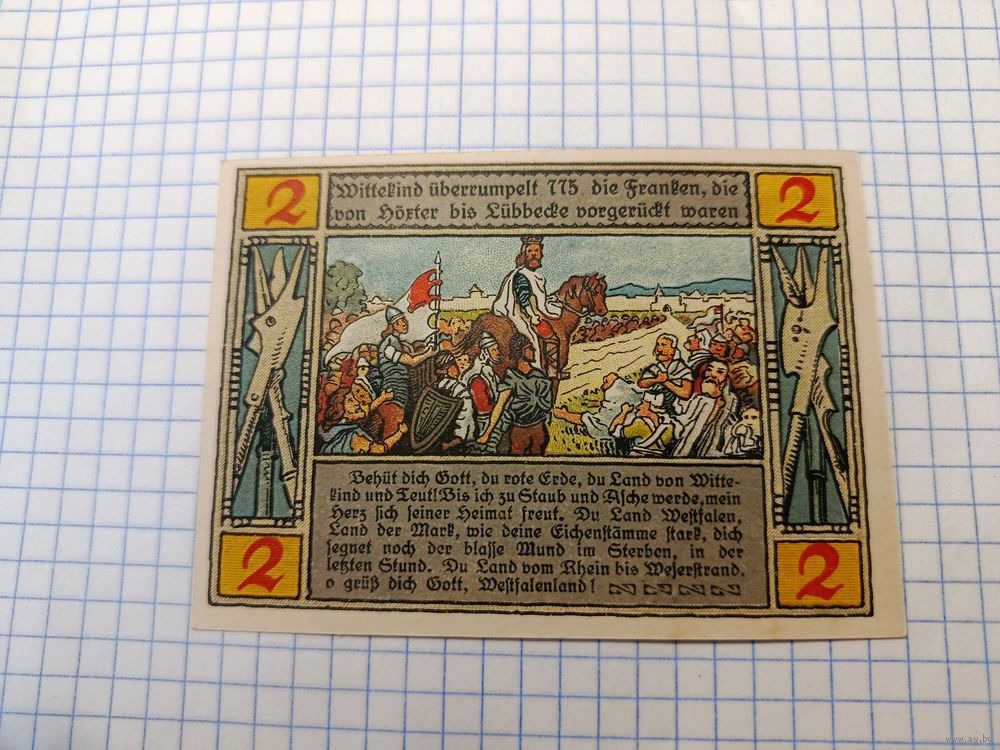 2
Wittekind überrumpelt 775 die Franken, die
von Höxter bis Lübbecke vorgerückt waren
2
Behüt dich Gott, du rote Erde, du Land von Witte-
kind und Teut! Bis ich zu Staub und Asche werde, mein
Herz sich seiner Heimat freut. Du Land Westfalen,
Land der Mark, wie deine Eichenstämme stark, dich
segnet noch der blasse Mund im Sterben, in der
letzten Stund. Du Land vom Rhein bis Weserstrand,
o grüß dich Gott, Westfalenland!
2
2
www.av.by